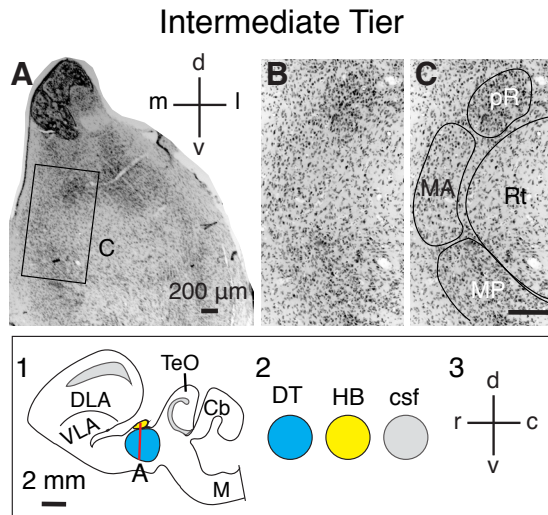 Intermediate Tier
A
d
m
l
v
C
200 µm
B
C
pR
MA
Rt
MP
1
TeO
DLA
Cb
VLA
A
M
2 mm
2
DT HB csf
3
d
r
c
v